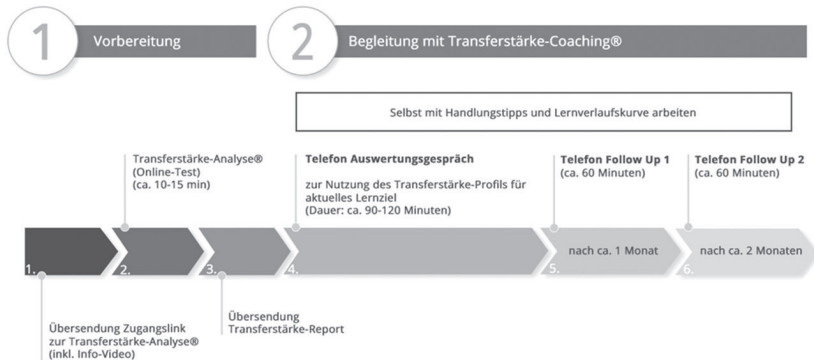 1
Vorbereitung
2
Begleitung mit Transferstärke-Coaching®
Selbst mit Handlungstipps und Lernverlaufskurve arbeiten
Transferstärke-Analyse®
(Online-Test)
(ca. 10-15 min)
Telefon Auswertungsgespräch
zur Nutzung des Transferstärke-Profils für
aktuelles Lernziel
(Dauer: ca. 90-120 Minuten)
Telefon Follow Up 1
(ca. 60 Minuten)
Telefon Follow Up 2
(ca. 60 Minuten)
1.
2.
3.
4.
5.
nach ca. 1 Monat
6.
nach ca. 2 Monaten
Übersendung Zugangslink
zur Transferstärke-Analyse®
(inkl. Info-Video)
Übersendung
Transferstärke-Report